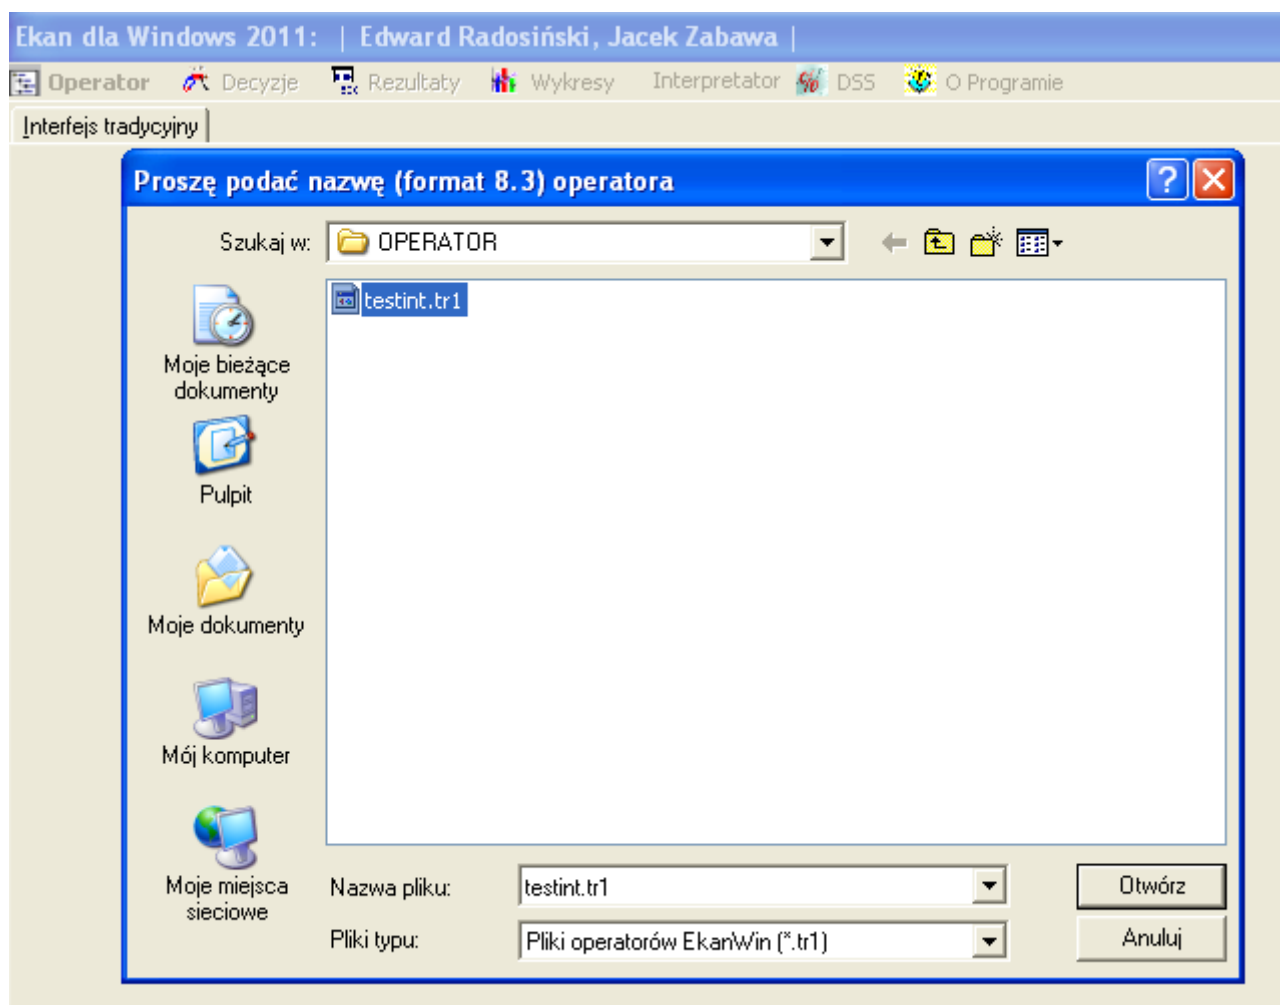 Ekan dla Windows 2011: | Edward Radosiński, Jacek Zabawa |
Operator Decyzje Rezultaty Wykresy Interpretator DSS O Programie
Interfejs tradycyjny
Proszę podać nazwę (format 8.3) operatora
Szukaj w: OPERATOR
testint.tr1
Moje bieżące
dokumenty
Pulpit
Moje dokumenty
Mój komputer
Moje miejsca
sieciowe
Nazwa pliku: testint.tr1 Otwórz
Pliki typu: Pliki operatorów EkanWin (*.tr1) Anuluj